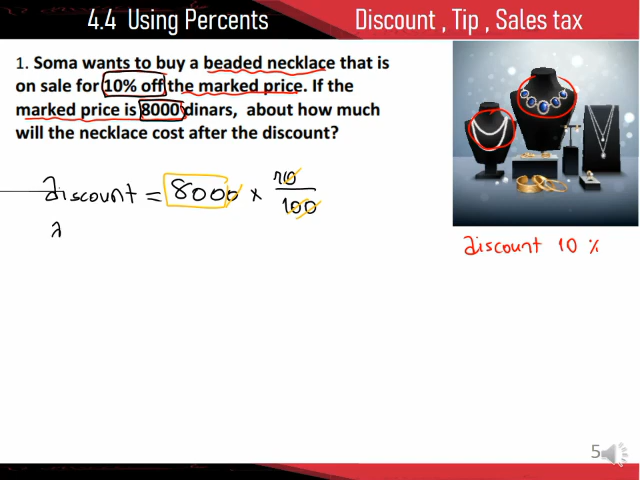 4.4 Using Percents
Discount , Tip , Sales tax
1. Soma wants to buy a beaded necklace that is
on sale for 10% off the marked price. If the
marked price is 8000 dinars, about how much
will the necklace cost after the discount?
discount = 8000 × 10/100
discount 10 %
5